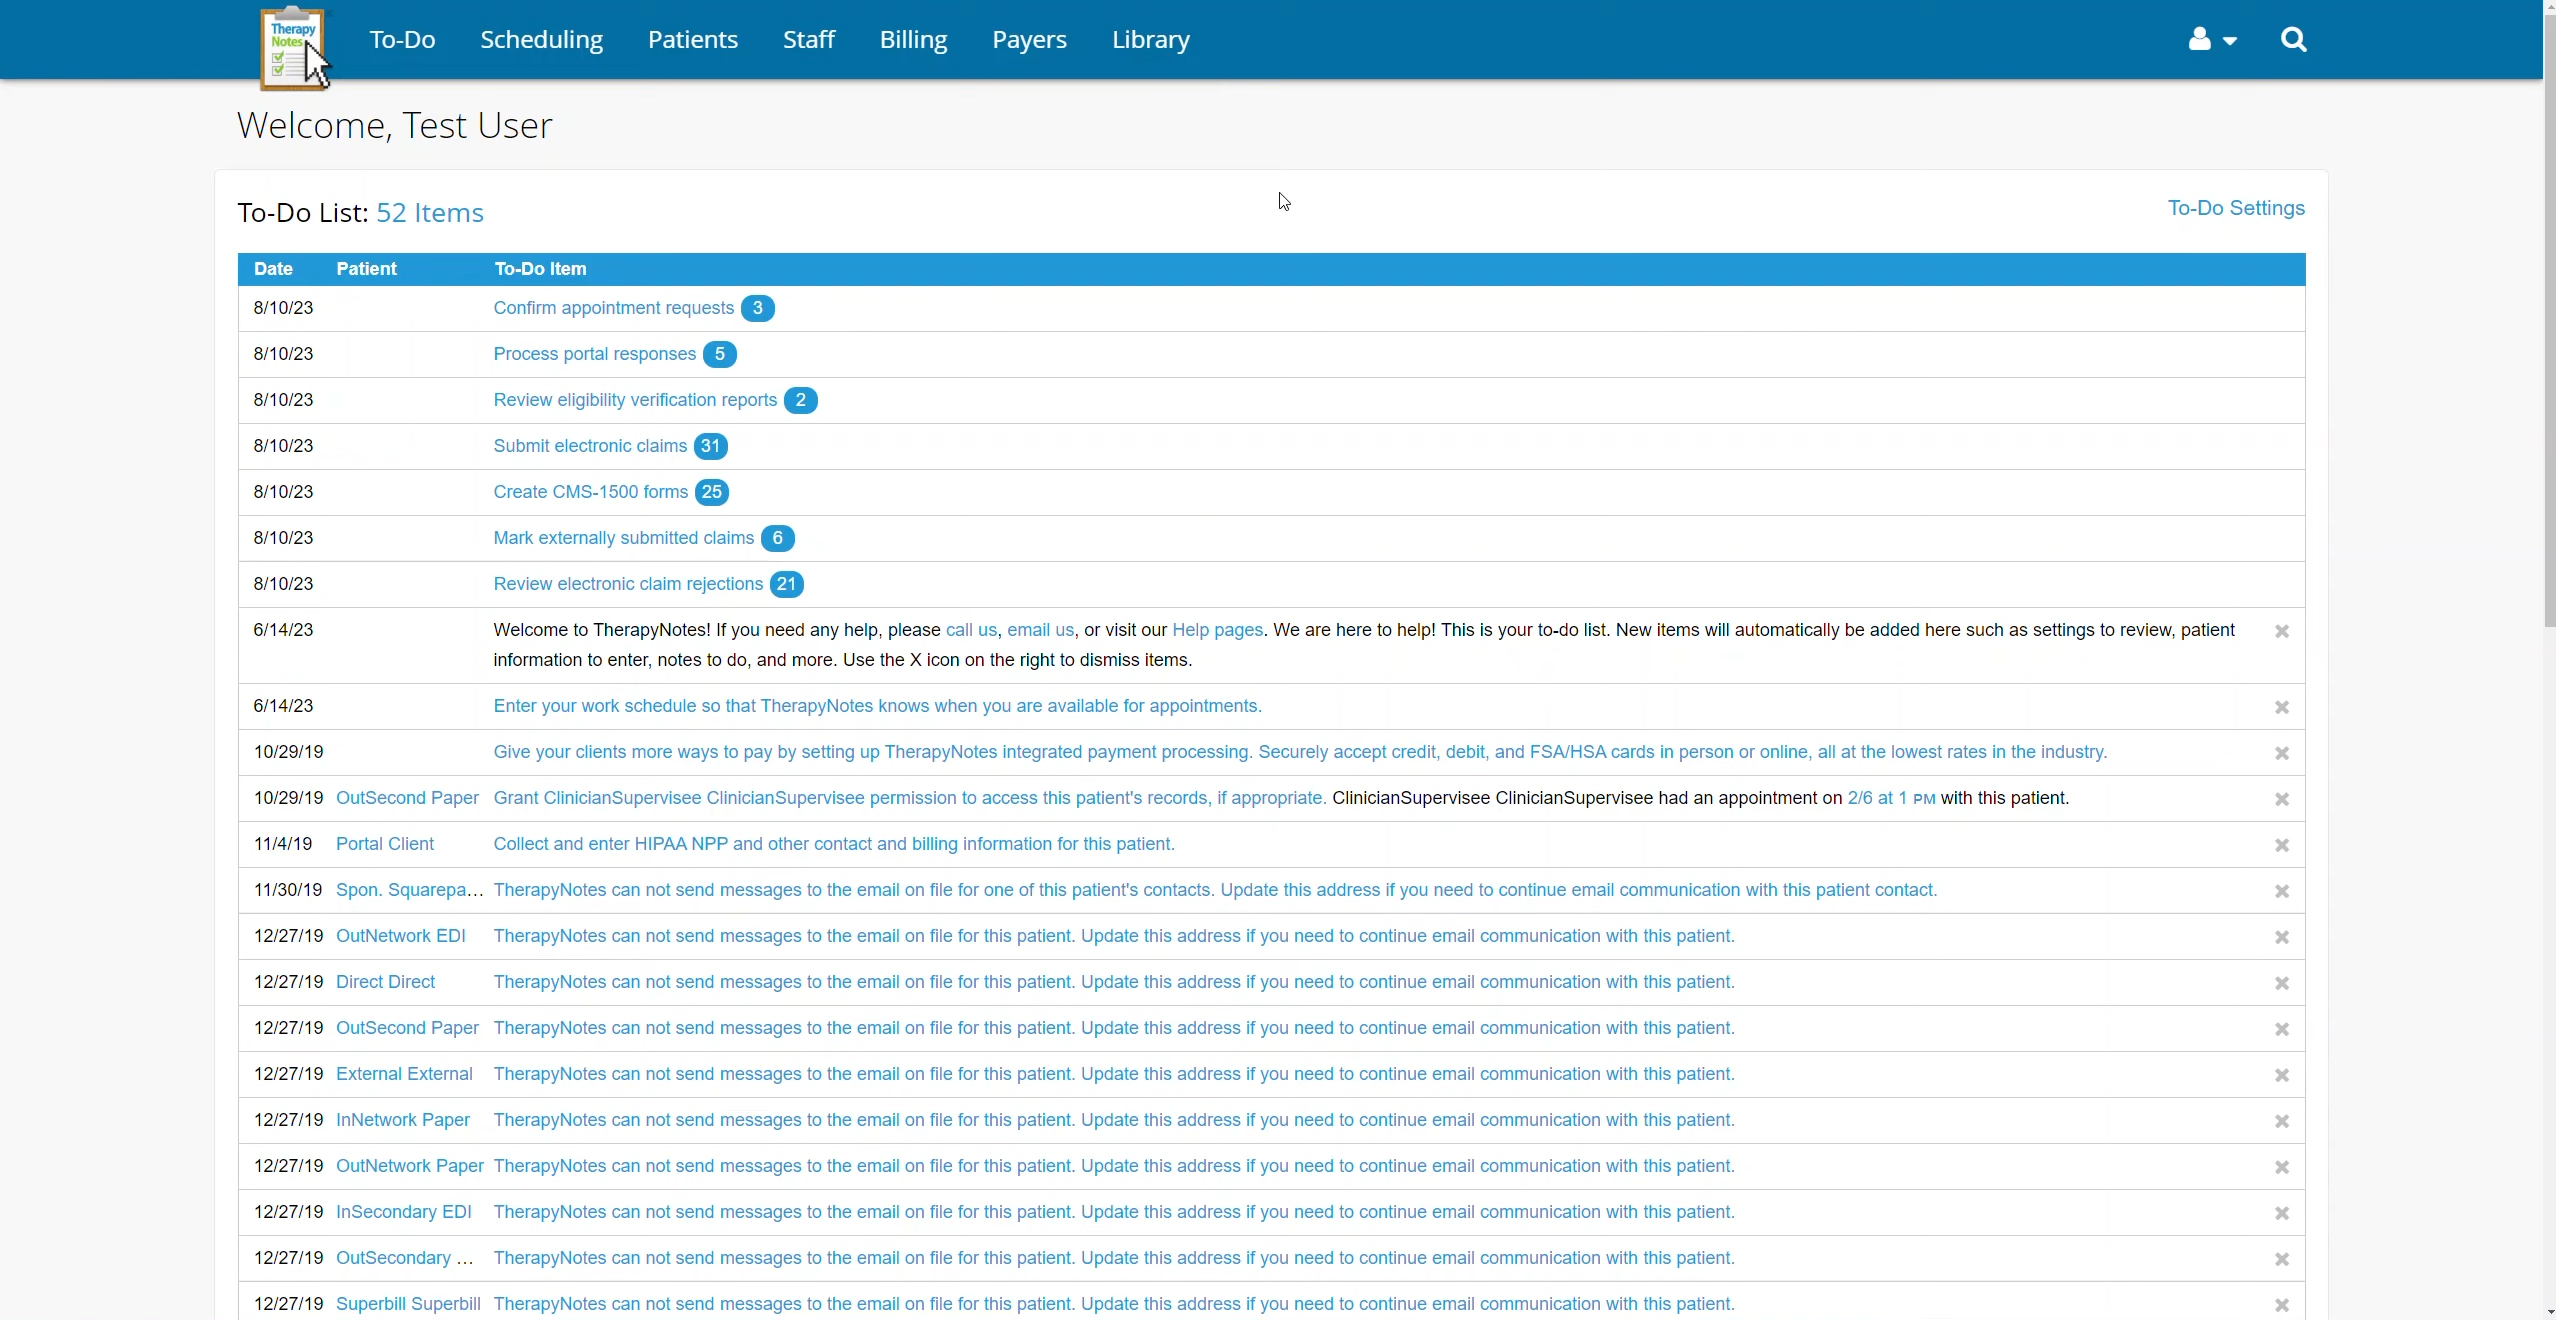 Therapy
Notes
To-Do Scheduling Patients Staff Billing Payers Library
Welcome, Test User
To-Do List: 52 Items To-Do Settings
Date Patient To-Do Item
8/10/23 Confirm appointment requests 3
8/10/23 Process portal responses 5
8/10/23 Review eligibility verification reports 2
8/10/23 Submit electronic claims 31
8/10/23 Create CMS-1500 forms 25
8/10/23 Mark externally submitted claims 6
8/10/23 Review electronic claim rejections 21
6/14/23 Welcome to TherapyNotes! If you need any help, please call us, email us, or visit our Help pages. We are here to help! This is your to-do list. New items will automatically be added here such as settings to review, patient
information to enter, notes to do, and more. Use the X icon on the right to dismiss items.
6/14/23 Enter your work schedule so that TherapyNotes knows when you are available for appointments.
10/29/19 Give your clients more ways to pay by setting up TherapyNotes integrated payment processing. Securely accept credit, debit, and FSA/HSA cards in person or online, all at the lowest rates in the industry.
10/29/19 OutSecond Paper Grant ClinicianSupervisee ClinicianSupervisee permission to access this patient's records, if appropriate. ClinicianSupervisee ClinicianSupervisee had an appointment on 2/6 at 1 PM with this patient.
11/4/19 Portal Client Collect and enter HIPAA NPP and other contact and billing information for this patient.
11/30/19 Spon. Squarepa... TherapyNotes can not send messages to the email on file for one of this patient's contacts. Update this address if you need to continue email communication with this patient contact.
12/27/19 OutNetwork EDI TherapyNotes can not send messages to the email on file for this patient. Update this address if you need to continue email communication with this patient.
12/27/19 Direct Direct TherapyNotes can not send messages to the email on file for this patient. Update this address if you need to continue email communication with this patient.
12/27/19 OutSecond Paper TherapyNotes can not send messages to the email on file for this patient. Update this address if you need to continue email communication with this patient.
12/27/19 External External TherapyNotes can not send messages to the email on file for this patient. Update this address if you need to continue email communication with this patient.
12/27/19 InNetwork Paper TherapyNotes can not send messages to the email on file for this patient. Update this address if you need to continue email communication with this patient.
12/27/19 OutNetwork Paper TherapyNotes can not send messages to the email on file for this patient. Update this address if you need to continue email communication with this patient.
12/27/19 InSecondary EDI TherapyNotes can not send messages to the email on file for this patient. Update this address if you need to continue email communication with this patient.
12/27/19 OutSecondary ... TherapyNotes can not send messages to the email on file for this patient. Update this address if you need to continue email communication with this patient.
12/27/19 Superbill Superbill TherapyNotes can not send messages to the email on file for this patient. Update this address if you need to continue email communication with this patient.